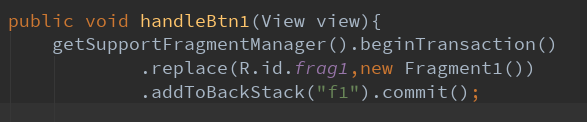 public void handleBtn1(View view){
getSupportFragmentManager().beginTransaction()
.replace(R.id.frag1,new Fragment1())
.addToBackStack("f1").commit();